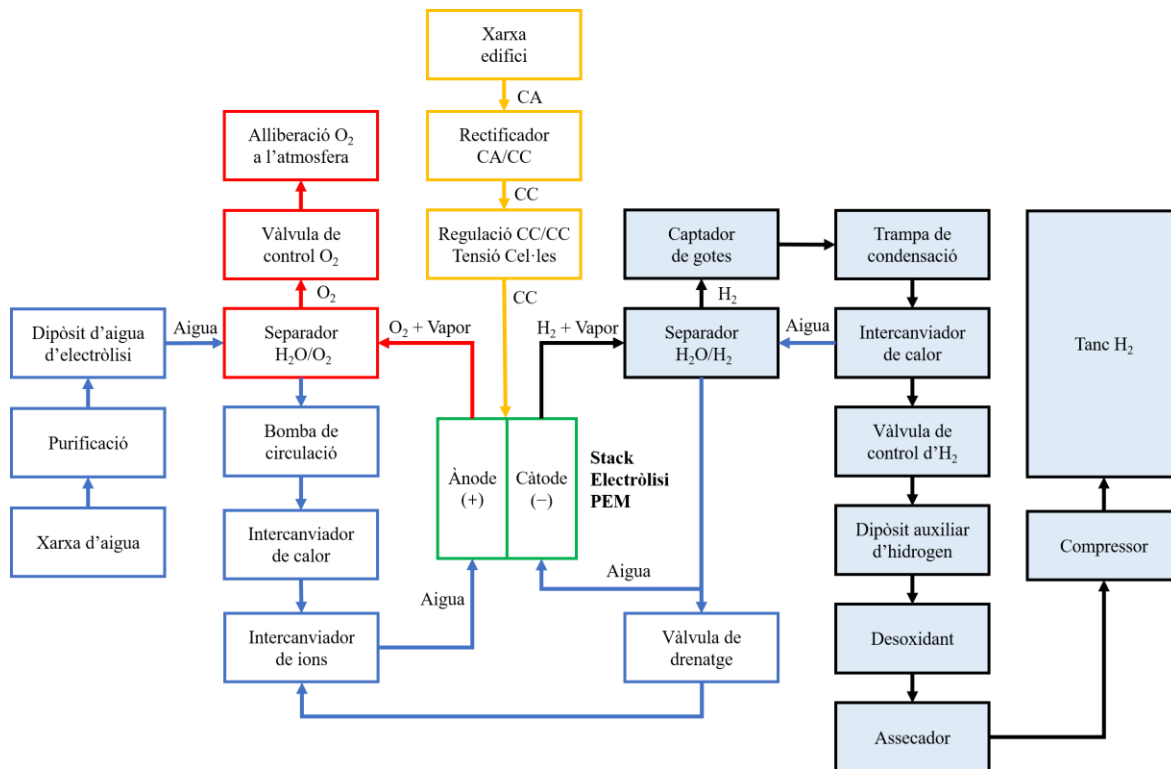 Xarxa
edifici
CA
Rectificador
CA/CC
CC
Regulació CC/CC
Tensió Cel·les
CC
Alliberació O₂
a l’atmosfera
Vàlvula de
control O₂
O₂
Dipòsit d’aigua
d’electròlisi
Aigua
Separador
H₂O/O₂
O₂ + Vapor
Purificació
Xarxa d’aigua
Bomba de
circulació
Intercanviador
de calor
Intercanviador
de ions
Aigua
Ànode
(+)
Càtode
(−)
Stack
Electròlisi
PEM
H₂ + Vapor
Separador
H₂O/H₂
H₂
Captador
de gotes
Aigua
Aigua
Vàlvula de
drenatge
Trampa de
condensació
Intercanviador
de calor
Vàlvula de
control d’H₂
Dipòsit auxiliar
d’hidrogen
Desoxidant
Assecador
Compressor
Tanc H₂